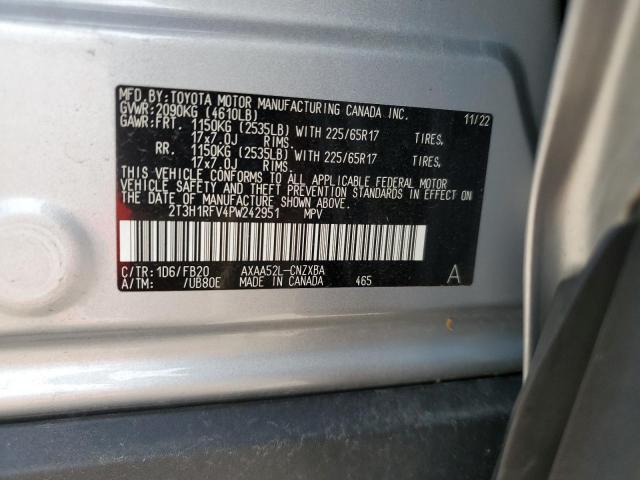 MFD.BY:TOYOTA MOTOR MANUFACTURING CANADA INC.
GVWR:2090KG (4610LB) 11/22
GAWR:FRT. 1150KG (2535LB) WITH 225/65R17 TIRES.
17x7.0J RIMS.
RR. 1150KG (2535LB) WITH 225/65R17 TIRES.
17x7.0J RIMS.
THIS VEHICLE CONFORMS TO ALL APPLICABLE FEDERAL MOTOR
VEHICLE SAFETY AND THEFT PREVENTION STANDARDS IN EFFECT ON
THE DATE OF MANUFACTURE SHOWN ABOVE.
2T3H1RFV4PW242951 MPV
C/TR:1D6/FB20 AXAA52L-CNZXBA
A/TM: /UB80E MADE IN CANADA 465 A